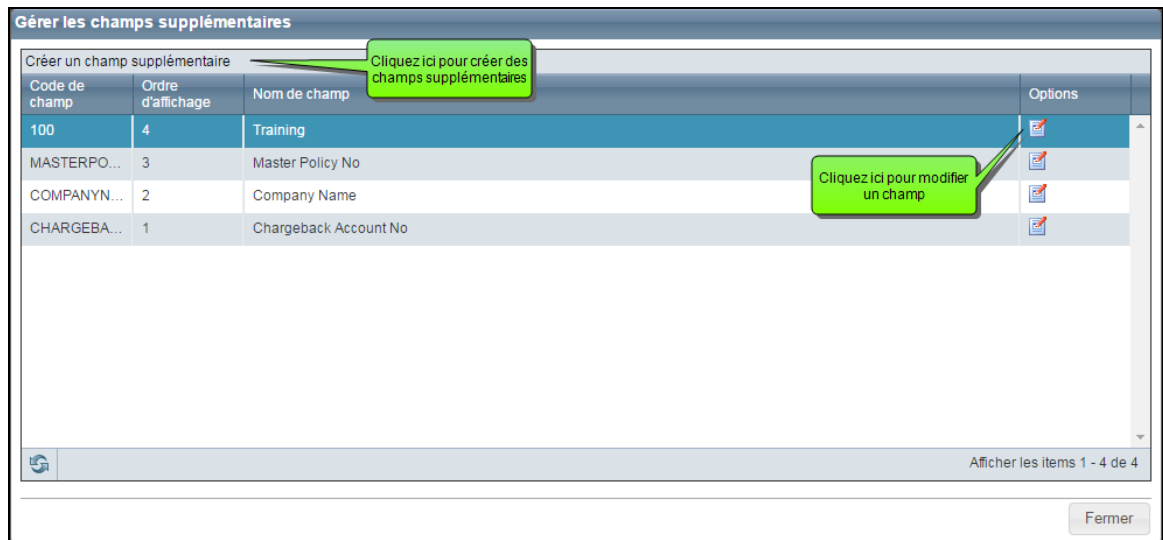 Gérer les champs supplémentaires
Créer un champ supplémentaire
Cliquez ici pour créer des
champs supplémentaires
Code de
champ
Ordre
d'affichage
Nom de champ
Options
100 4 Training
MASTERPO... 3 Master Policy No
Cliquez ici pour modifier
un champ
COMPANYN... 2 Company Name
CHARGEBA... 1 Chargeback Account No
Afficher les items 1 - 4 de 4
Fermer